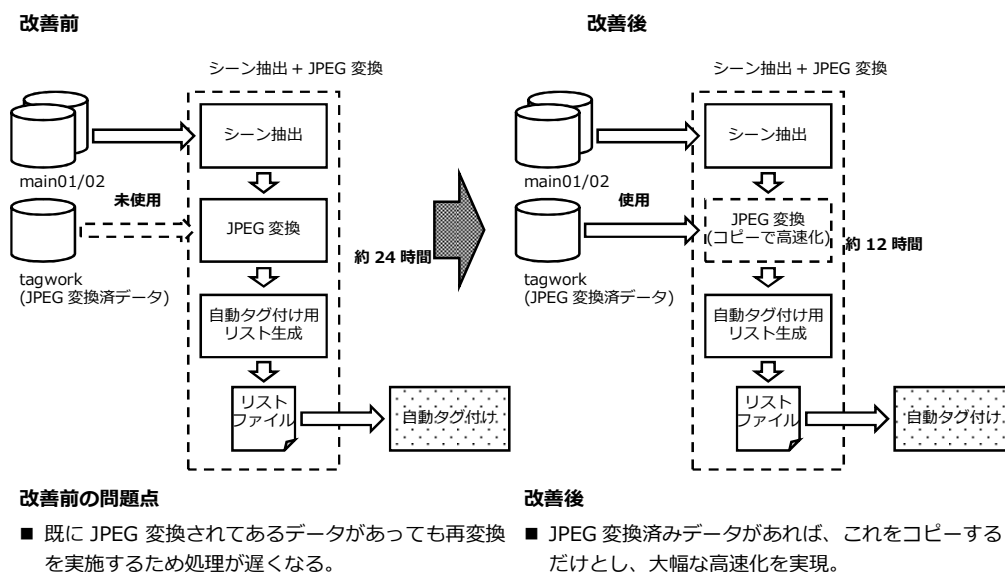 改善前
シーン抽出 + JPEG 変換
シーン抽出
main01/02
未使用
JPEG 変換
約 24 時間
tagwork
(JPEG 変換済データ)
自動タグ付け用
リスト生成
リスト
ファイル
自動タグ付け
改善後
シーン抽出 + JPEG 変換
シーン抽出
main01/02
使用
JPEG 変換
(コピーで高速化)
約 12 時間
tagwork
(JPEG 変換済データ)
自動タグ付け用
リスト生成
リスト
ファイル
自動タグ付け
改善前の問題点
■ 既に JPEG 変換されてあるデータがあっても再変換
を実施するため処理が遅くなる。
改善後
■ JPEG 変換済みデータがあれば、これをコピーする
だけとし、大幅な高速化を実現。